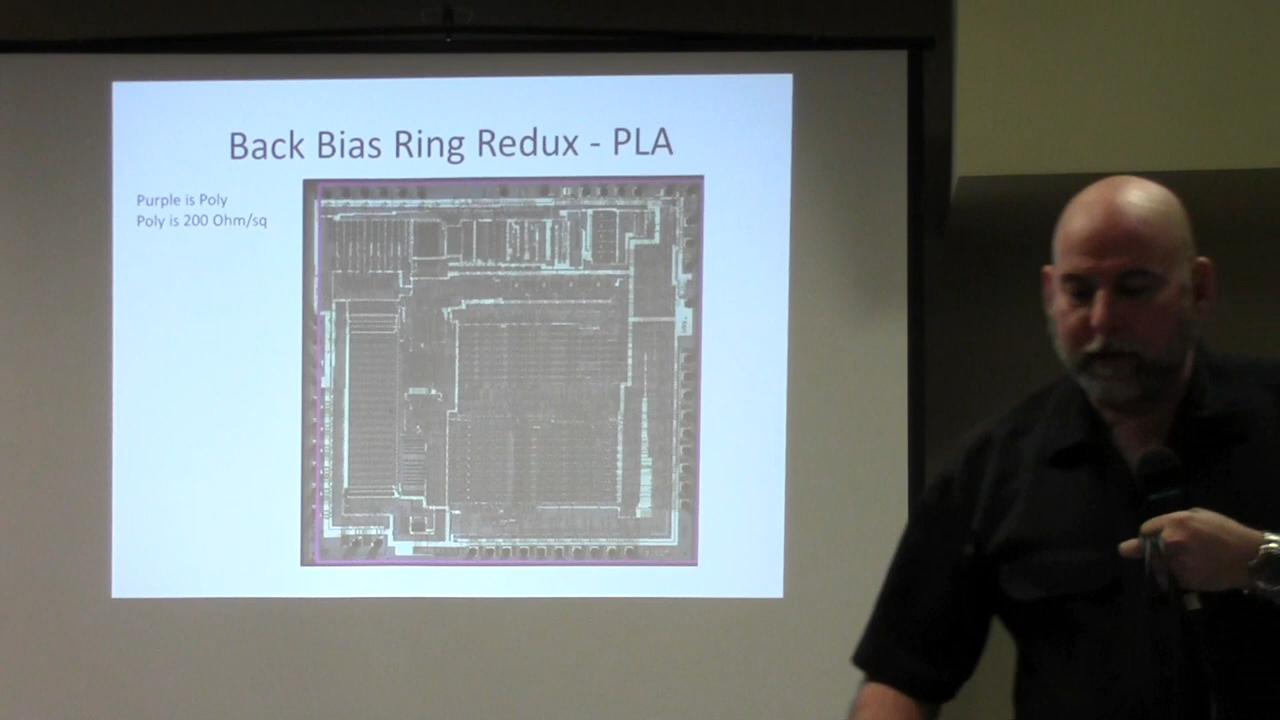 Back Bias Ring Redux - PLA
Purple is Poly
Poly is 200 Ohm/sq